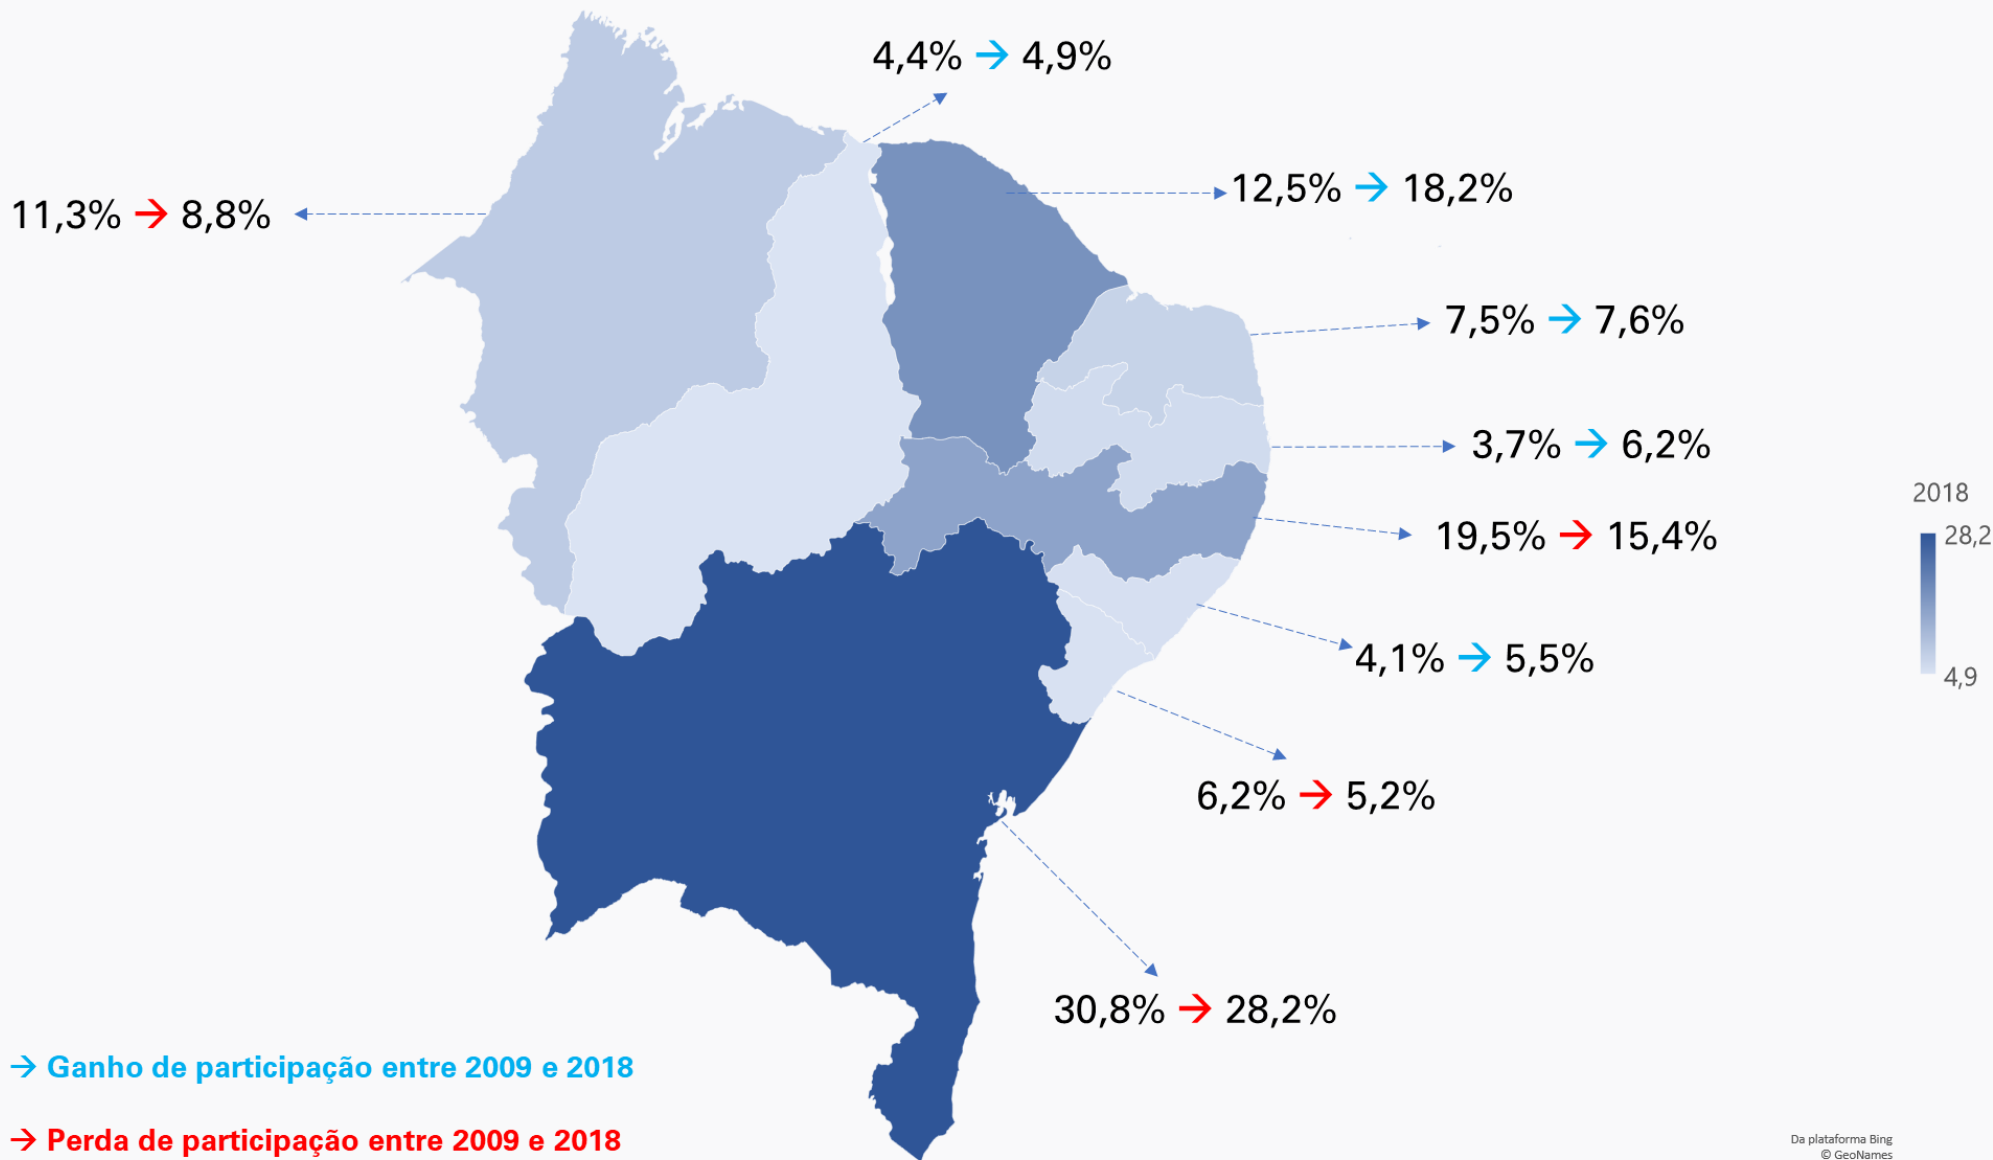 4,4% → 4,9%
12,5% → 18,2%
11,3% → 8,8%
7,5% → 7,6%
3,7% → 6,2%
2018
28,2
19,5% → 15,4%
4,1% → 5,5%
4,9
6,2% → 5,2%
30,8% → 28,2%
→ Ganho de participação entre 2009 e 2018
→ Perda de participação entre 2009 e 2018
Da plataforma Bing
© GeoNames